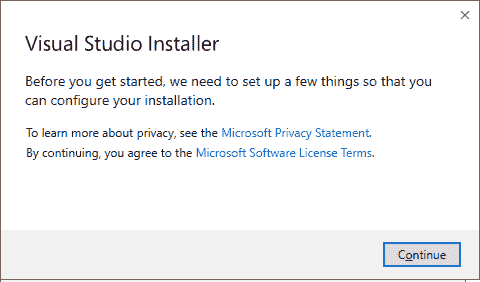 Visual Studio Installer
Before you get started, we need to set up a few things so that you
can configure your installation.
To learn more about privacy, see the Microsoft Privacy Statement.
By continuing, you agree to the Microsoft Software License Terms.
Continue